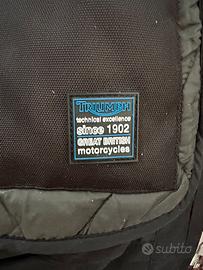 TRIUMPH
technical excellence
since 1902
GREAT BRITISH
motorcycles
subito